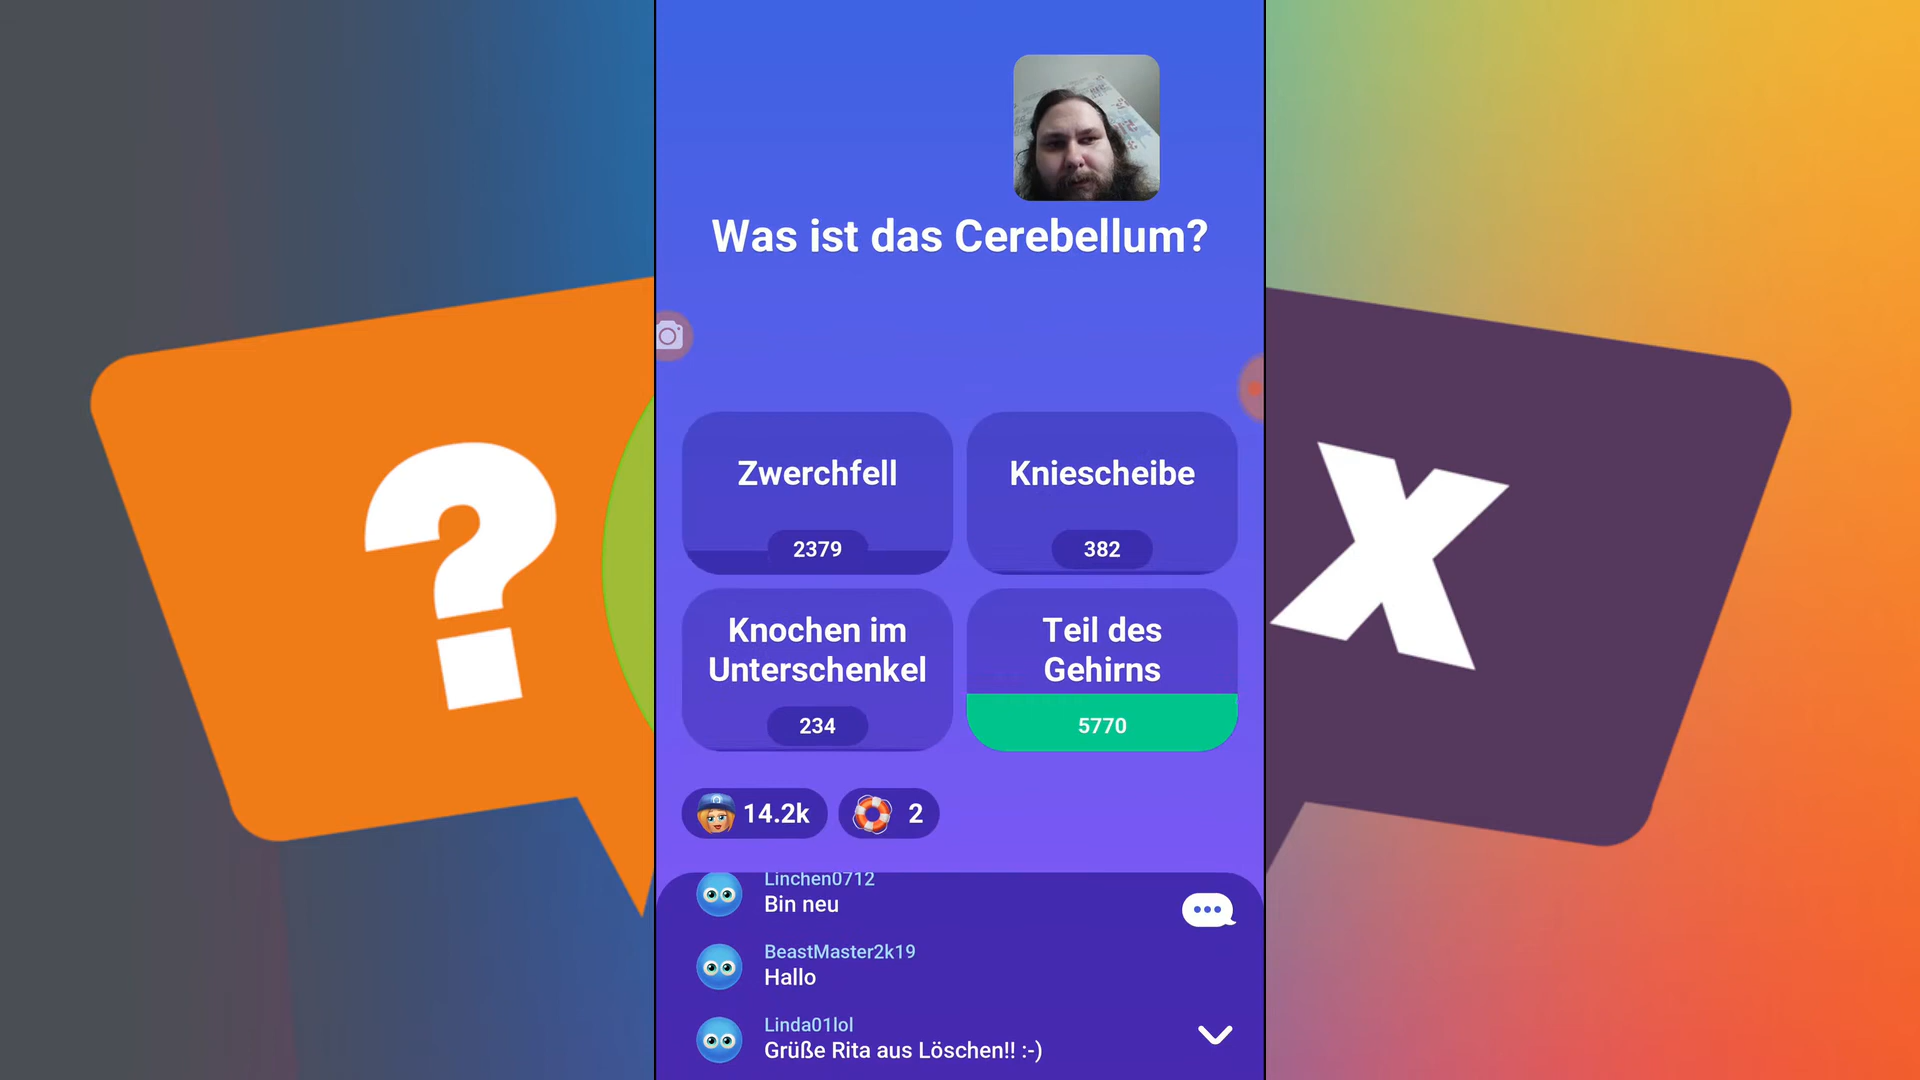 Was ist das Cerebellum?
Zwerchfell
2379
Kniescheibe
382
Knochen im
Unterschenkel
234
Teil des
Gehirns
5770
14.2k
2
Linchen0712
Bin neu
BeastMaster2k19
Hallo
Linda01lol
Grüße Rita aus Löschen!! :-)
?
X